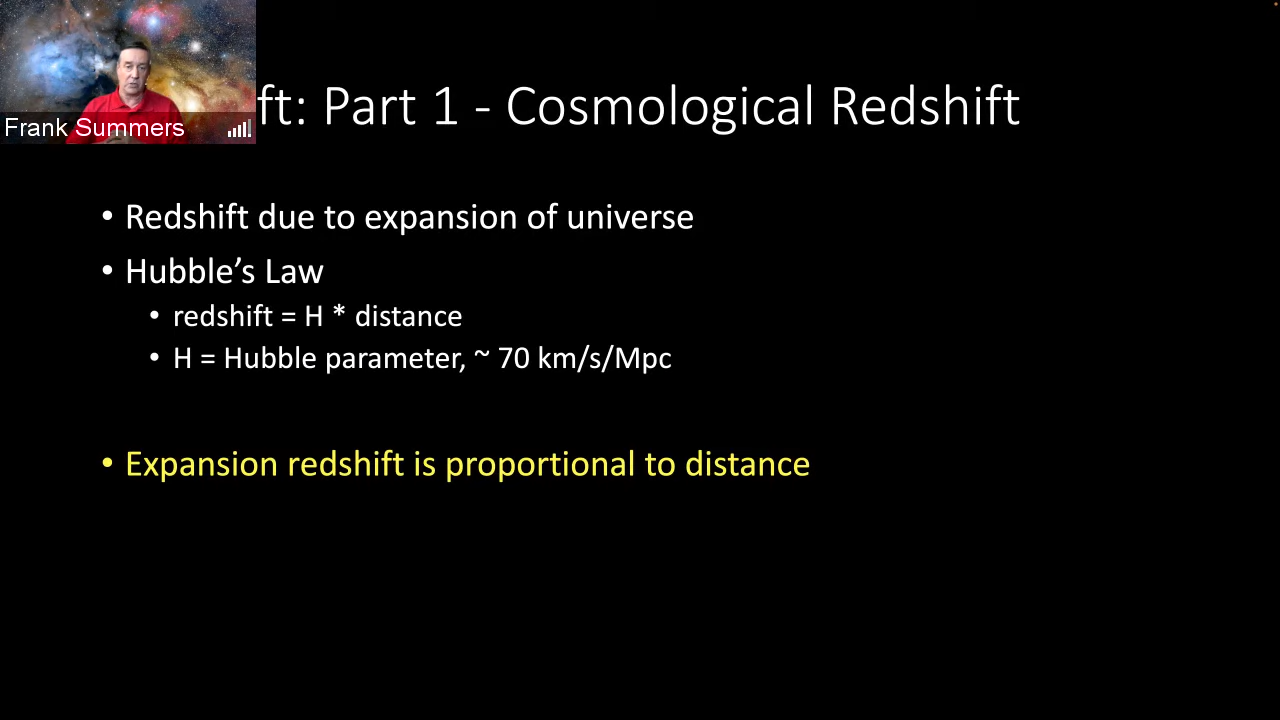 ft: Part 1 - Cosmological Redshift
Frank Summers
• Redshift due to expansion of universe
• Hubble’s Law
• redshift = H * distance
• H = Hubble parameter, ~ 70 km/s/Mpc
• Expansion redshift is proportional to distance